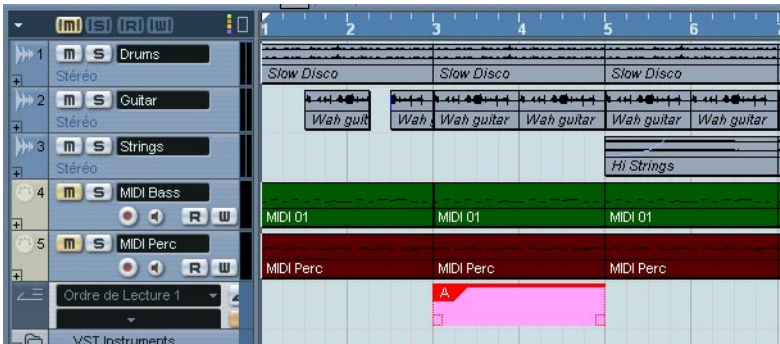 [M] [S] [R] [W] 1 2 3 4 5 6 7
1 m S Drums
Stéréo
Slow Disco Slow Disco Slow Disco
2 m S Guitar
Stéréo
Wah guit Wah Wah guitar Wah guitar Wah guitar Wah guitar
3 m S Strings
Stéréo
Hi Strings
4 m S MIDI Bass
R W
MIDI 01 MIDI 01 MIDI 01
5 m S MIDI Perc
R W
MIDI Perc MIDI Perc MIDI Perc
Ordre de Lecture 1
A
VST Instruments